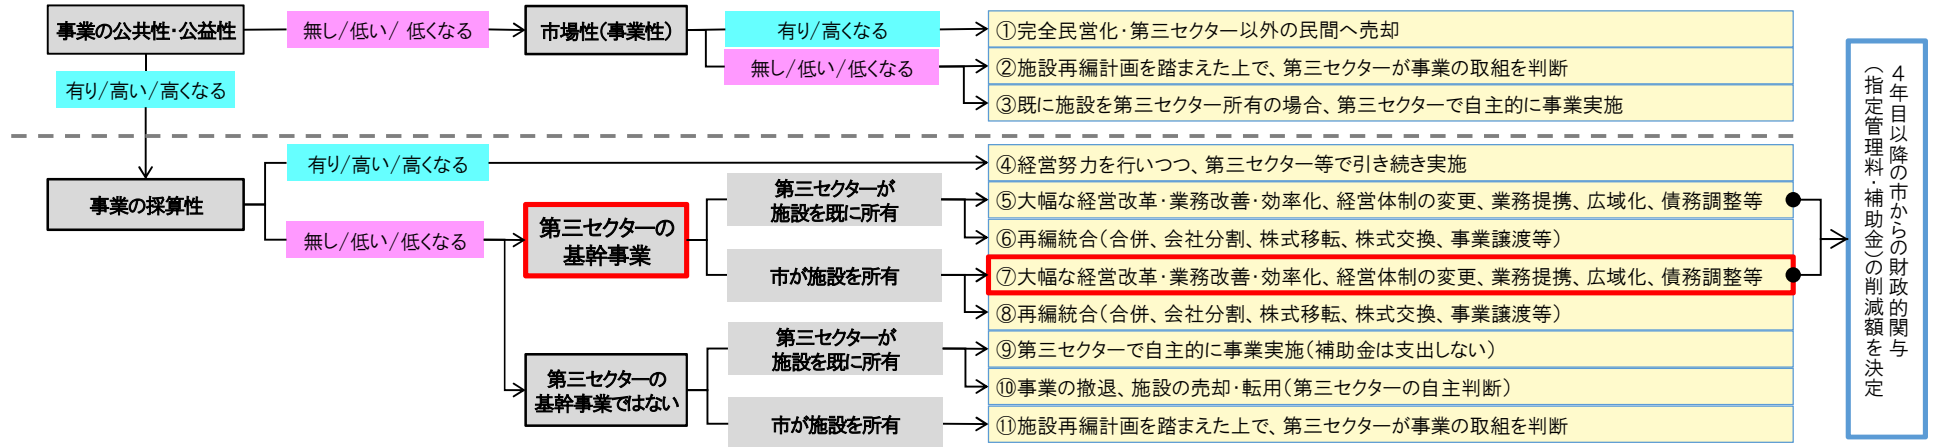 事業の公共性・公益性
無し/低い/ 低くなる
市場性(事業性)
有り/高くなる
①完全民営化・第三セクター以外の民間へ売却
無し/低い/低くなる
②施設再編計画を踏まえた上で、第三セクターが事業の取組を判断
有り/高い/高くなる
③既に施設を第三セクター所有の場合、第三セクターで自主的に事業実施
事業の採算性
有り/高い/高くなる
④経営努力を行いつつ、第三セクター等で引き続き実施
無し/低い/低くなる
第三セクターの
基幹事業
第三セクターが
施設を既に所有
⑤大幅な経営改革・業務改善・効率化、経営体制の変更、業務提携、広域化、債務調整等
⑥再編統合(合併、会社分割、株式移転、株式交換、事業譲渡等)
市が施設を所有
⑦大幅な経営改革・業務改善・効率化、経営体制の変更、業務提携、広域化、債務調整等
⑧再編統合(合併、会社分割、株式移転、株式交換、事業譲渡等)
第三セクターの
基幹事業ではない
第三セクターが
施設を既に所有
⑨第三セクターで自主的に事業実施(補助金は支出しない)
⑩事業の撤退、施設の売却・転用(第三セクターの自主判断)
市が施設を所有
⑪施設再編計画を踏まえた上で、第三セクターが事業の取組を判断
4年目以降の市からの財政的関与
(指定管理料・補助金)の削減額を決定